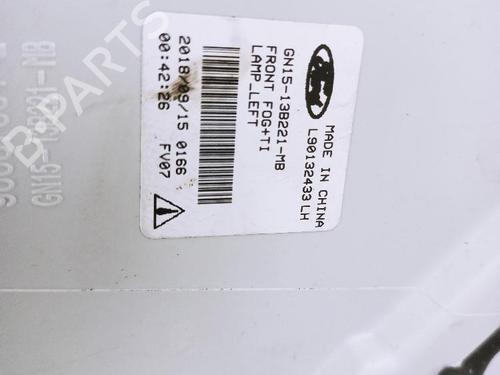 MADE IN CHINA
L90132433 LH
GN15-13B221-MB
FRONT FOG+TI
LAMP_LEFT
2018/09/15 0166
00:42:26
FV07
GN15-13B221-MB
B-PARTS